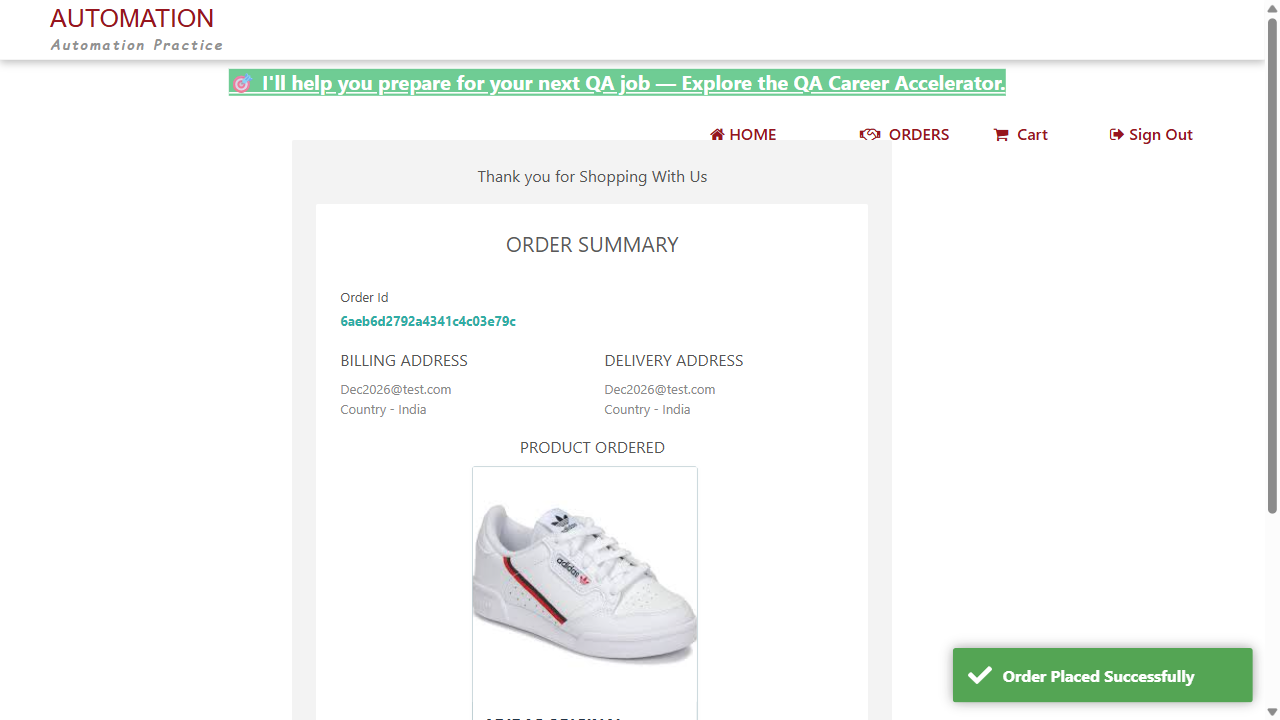 AUTOMATION
Automation Practice
🎯 I'll help you prepare for your next QA job — Explore the QA Career Accelerator.
HOME ORDERS Cart Sign Out
Thank you for Shopping With Us
ORDER SUMMARY
Order Id
6aeb6d2792a4341c4c03e79c
BILLING ADDRESS DELIVERY ADDRESS
Dec2026@test.com Dec2026@test.com
Country - India Country - India
PRODUCT ORDERED
adidas
Order Placed Successfully